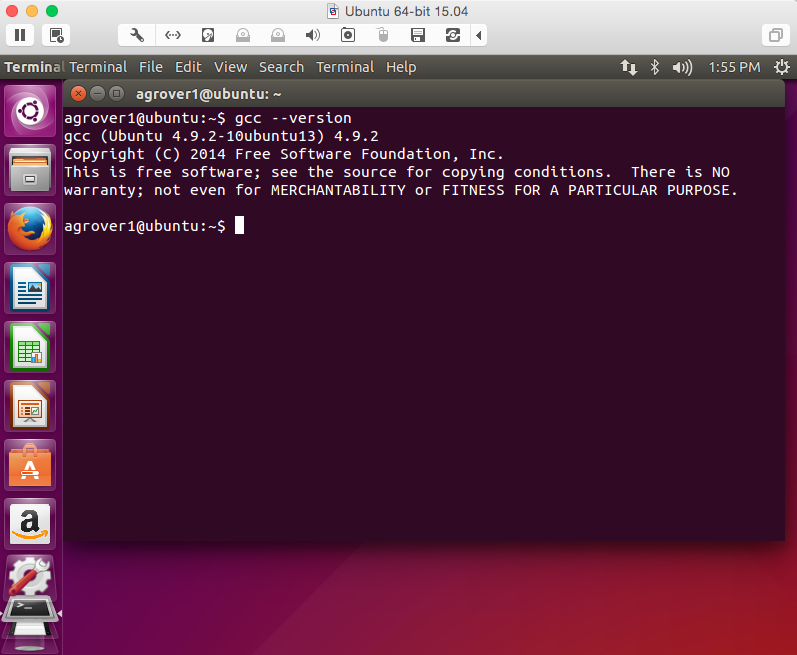 Ubuntu 64-bit 15.04
Terminal Terminal File Edit View Search Terminal Help 1:55 PM
agrover1@ubuntu: ~
agrover1@ubuntu:~$ gcc --version
gcc (Ubuntu 4.9.2-10ubuntu13) 4.9.2
Copyright (C) 2014 Free Software Foundation, Inc.
This is free software; see the source for copying conditions.  There is NO
warranty; not even for MERCHANTABILITY or FITNESS FOR A PARTICULAR PURPOSE.
agrover1@ubuntu:~$